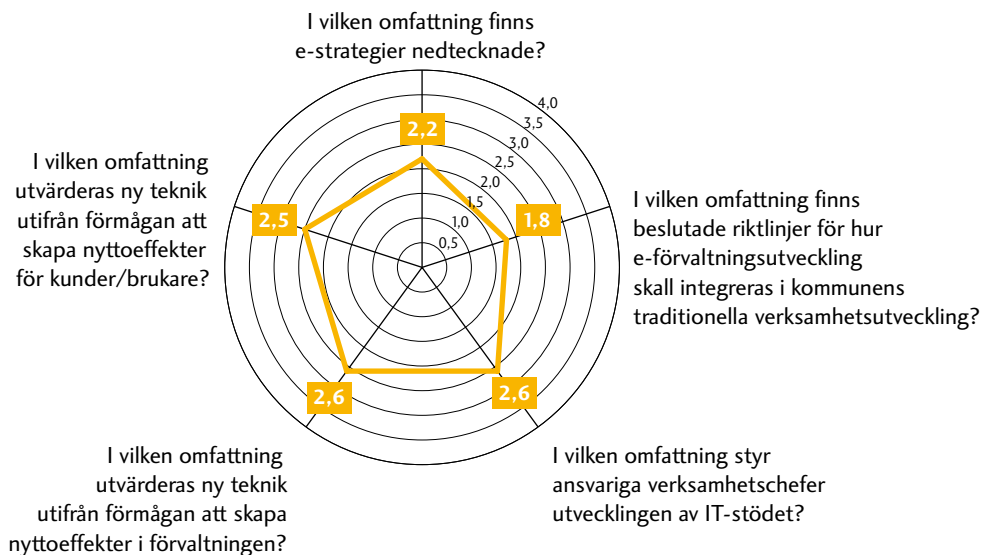 I vilken omfattning finns
e-strategier nedtecknade?
4,0
3,5
3,0
2,5
2,0
1,5
1,0
0,5
2,2
I vilken omfattning
utvärderas ny teknik
utifrån förmågan att
skapa nyttoeffekter
för kunder/brukare?
2,5
1,8
I vilken omfattning finns
beslutade riktlinjer för hur
e-förvaltningsutveckling
skall integreras i kommunens
traditionella verksamhetsutveckling?
2,6
2,6
I vilken omfattning
utvärderas ny teknik
utifrån förmågan att skapa
nyttoeffekter i förvaltningen?
I vilken omfattning styr
ansvariga verksamhetschefer
utvecklingen av IT-stödet?